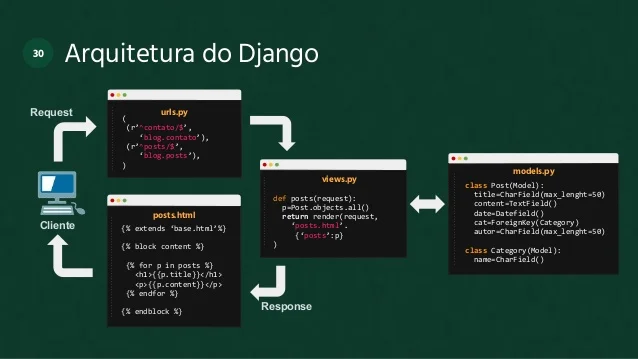 30
Arquitetura do Django
Request
urls.py
(
(r’^contato/$’,
‘blog.contato’),
(r’^posts/$’,
‘blog.posts’),
)
Cliente
views.py
def posts(request):
p=Post.objects.all()
return render(request,
‘posts.html’.
{‘posts’:p}
)
models.py
class Post(Model):
title=CharField(max_lenght=50)
content=TextField()
date=Datefield()
cat=ForeignKey(Category)
autor=CharField(max_lenght=50)
class Category(Model):
name=CharField()
posts.html
{% extends ‘base.html’%}
{% block content %}
{% for p in posts %}
<h1>{{p.title}}</h1>
<p>{{p.content}}</p>
{% endfor %}
{% endblock %}
Response